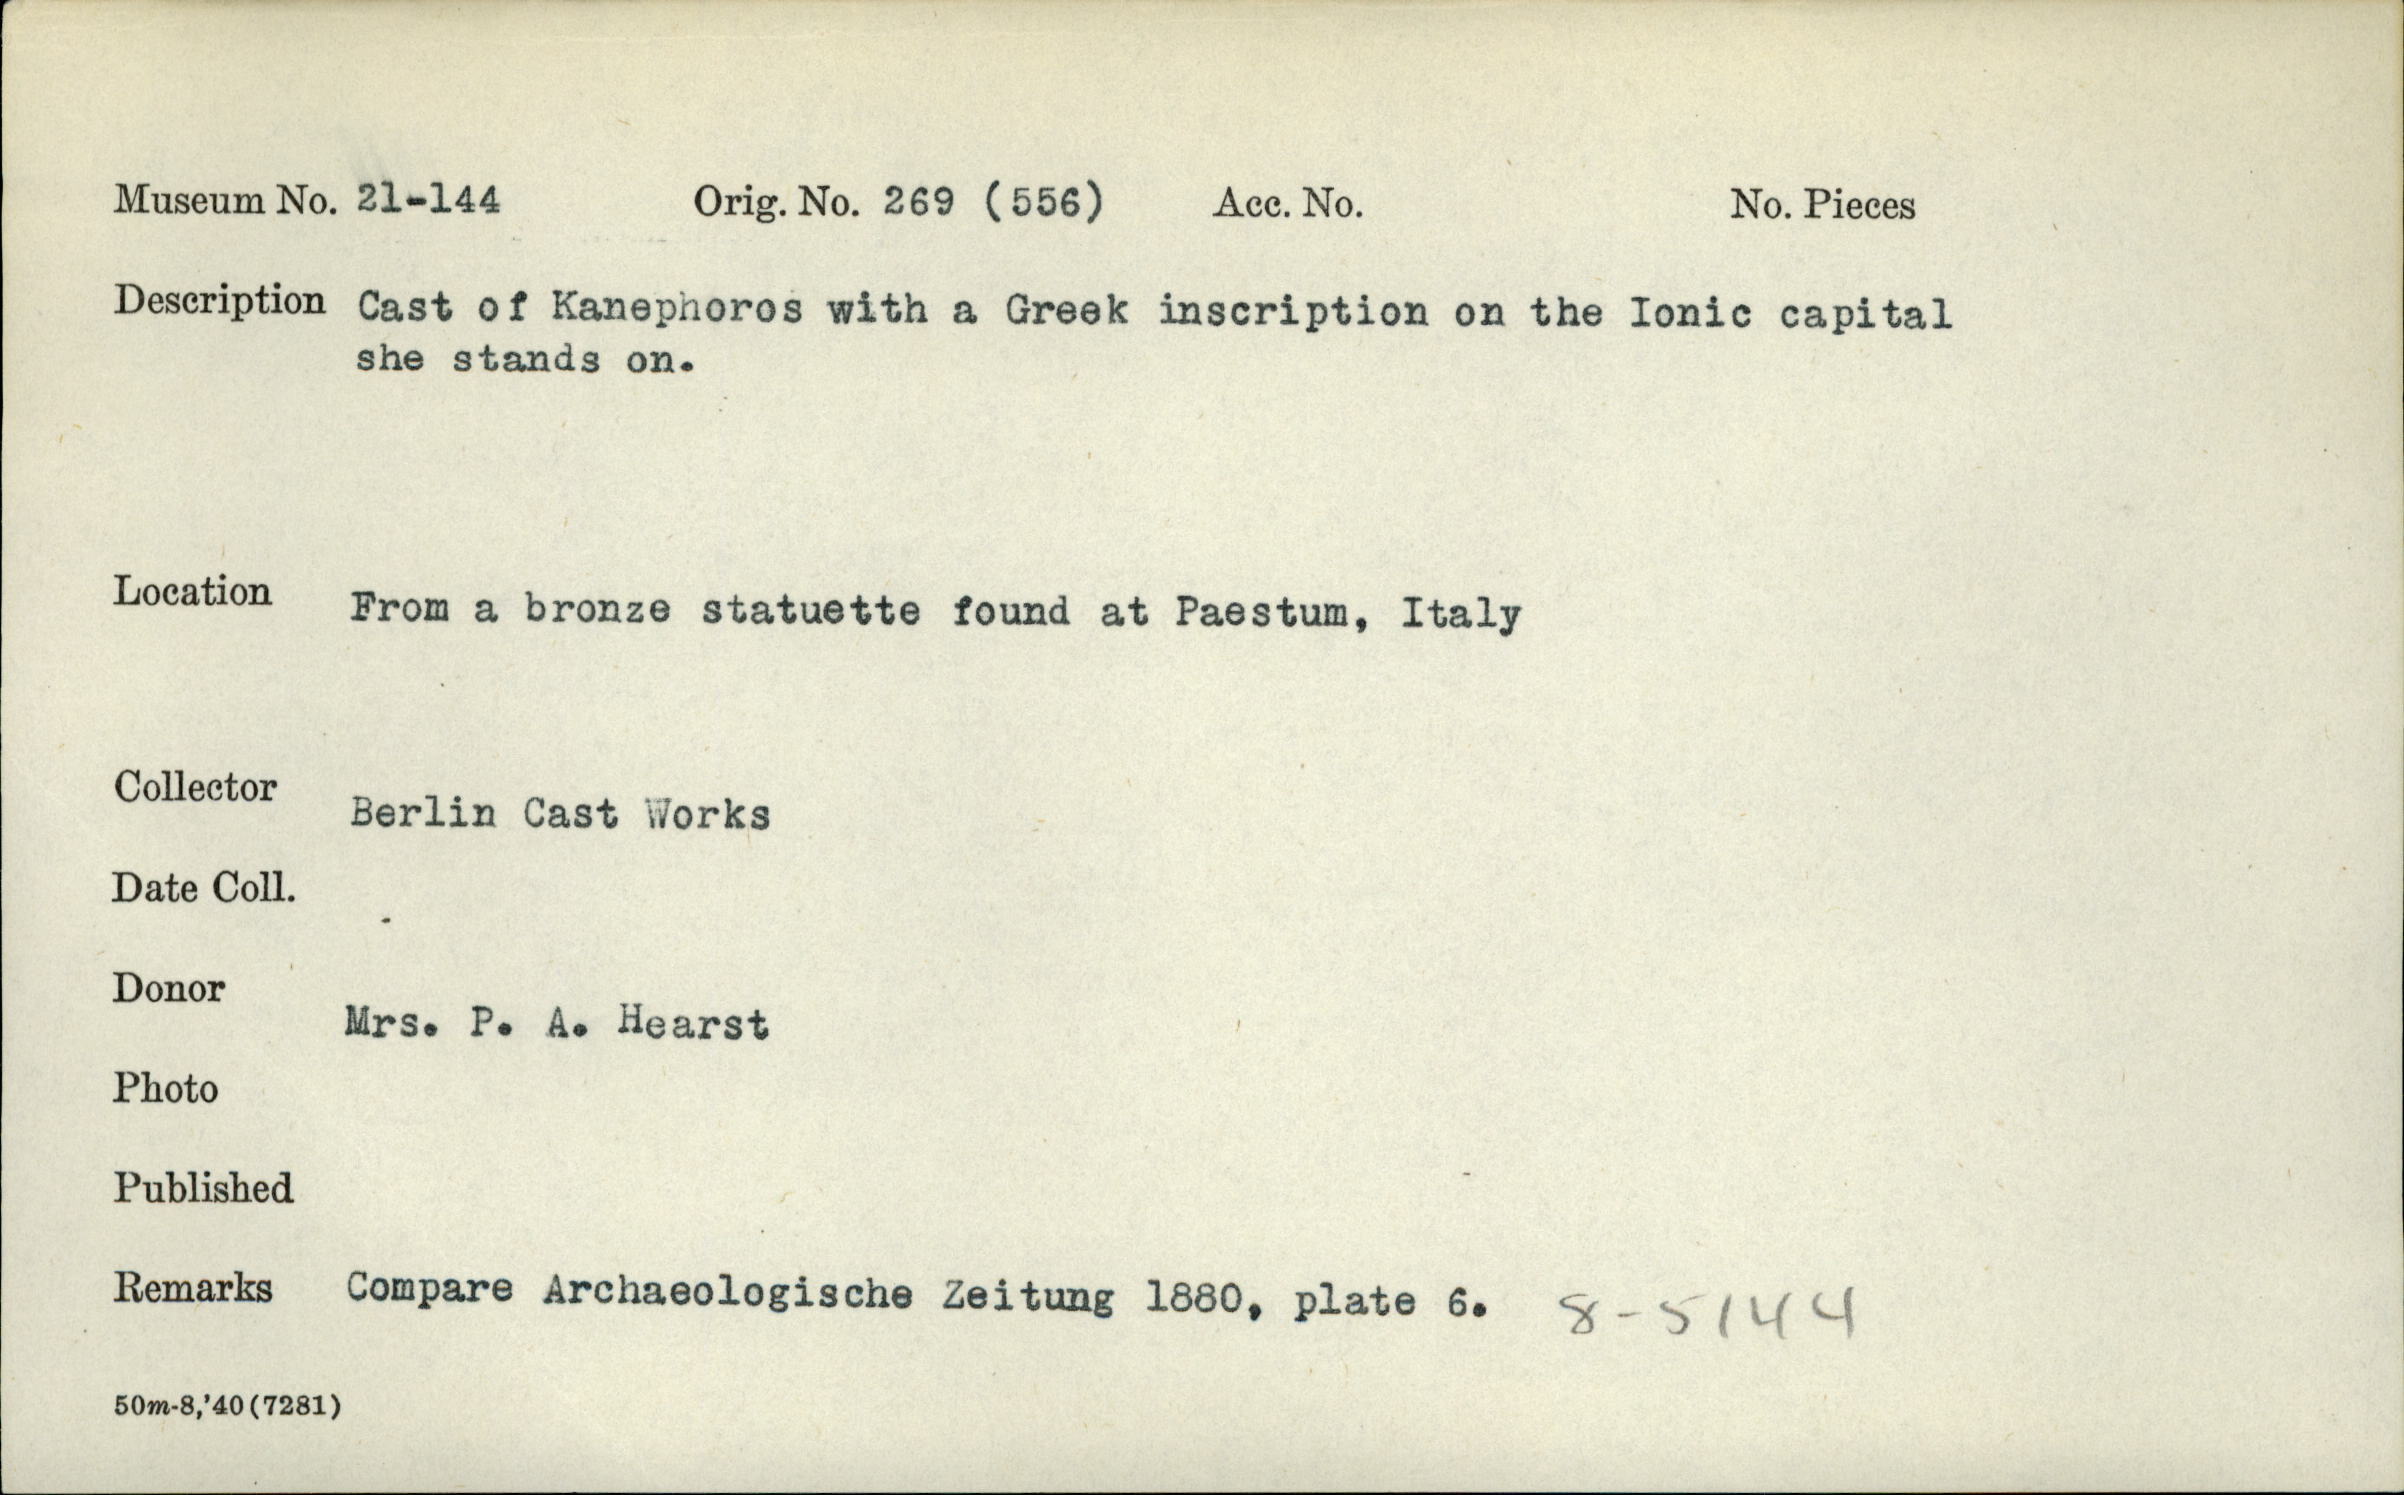 Museum No. 21-144 Orig. No. 269 (556) Acc. No. No. Pieces
Description Cast of Kanephoros with a Greek inscription on the Ionic capital
she stands on.
Location From a bronze statuette found at Paestum, Italy
Collector Berlin Cast Works
Date Coll.
Donor Mrs. P. A. Hearst
Photo
Published
Remarks Compare Archaeologische Zeitung 1880, plate 6. 8-5144
50m-8,'40(7281)